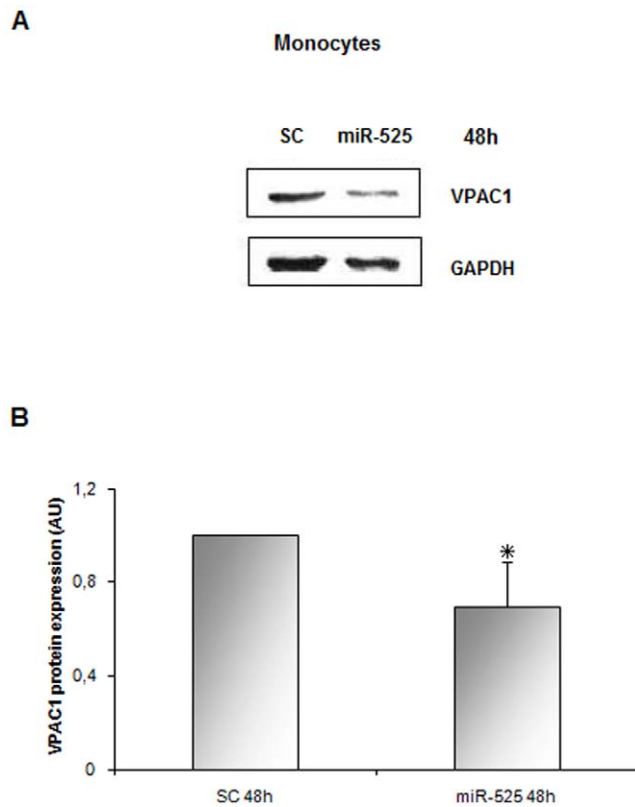 A
Monocytes
SC miR-525 48h
VPAC1
GAPDH
B
VPAC1 protein expression (AU)
1,2
*
0,8
0,4
0
SC 48h miR-525 48h